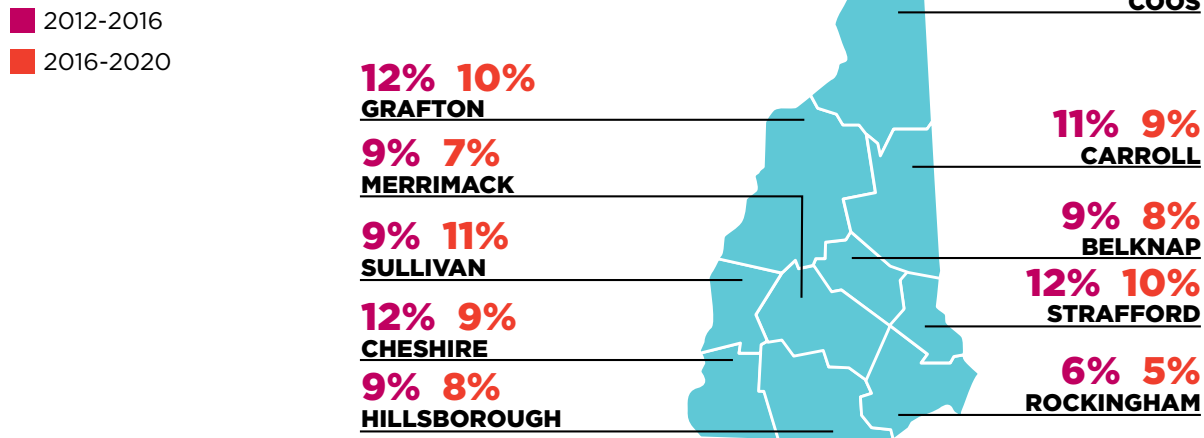 2012-2016
2016-2020
COOS
12% 10%
GRAFTON
9% 7%
MERRIMACK
9% 11%
SULLIVAN
12% 9%
CHESHIRE
9% 8%
HILLSBOROUGH
11% 9%
CARROLL
9% 8%
BELKNAP
12% 10%
STRAFFORD
6% 5%
ROCKINGHAM